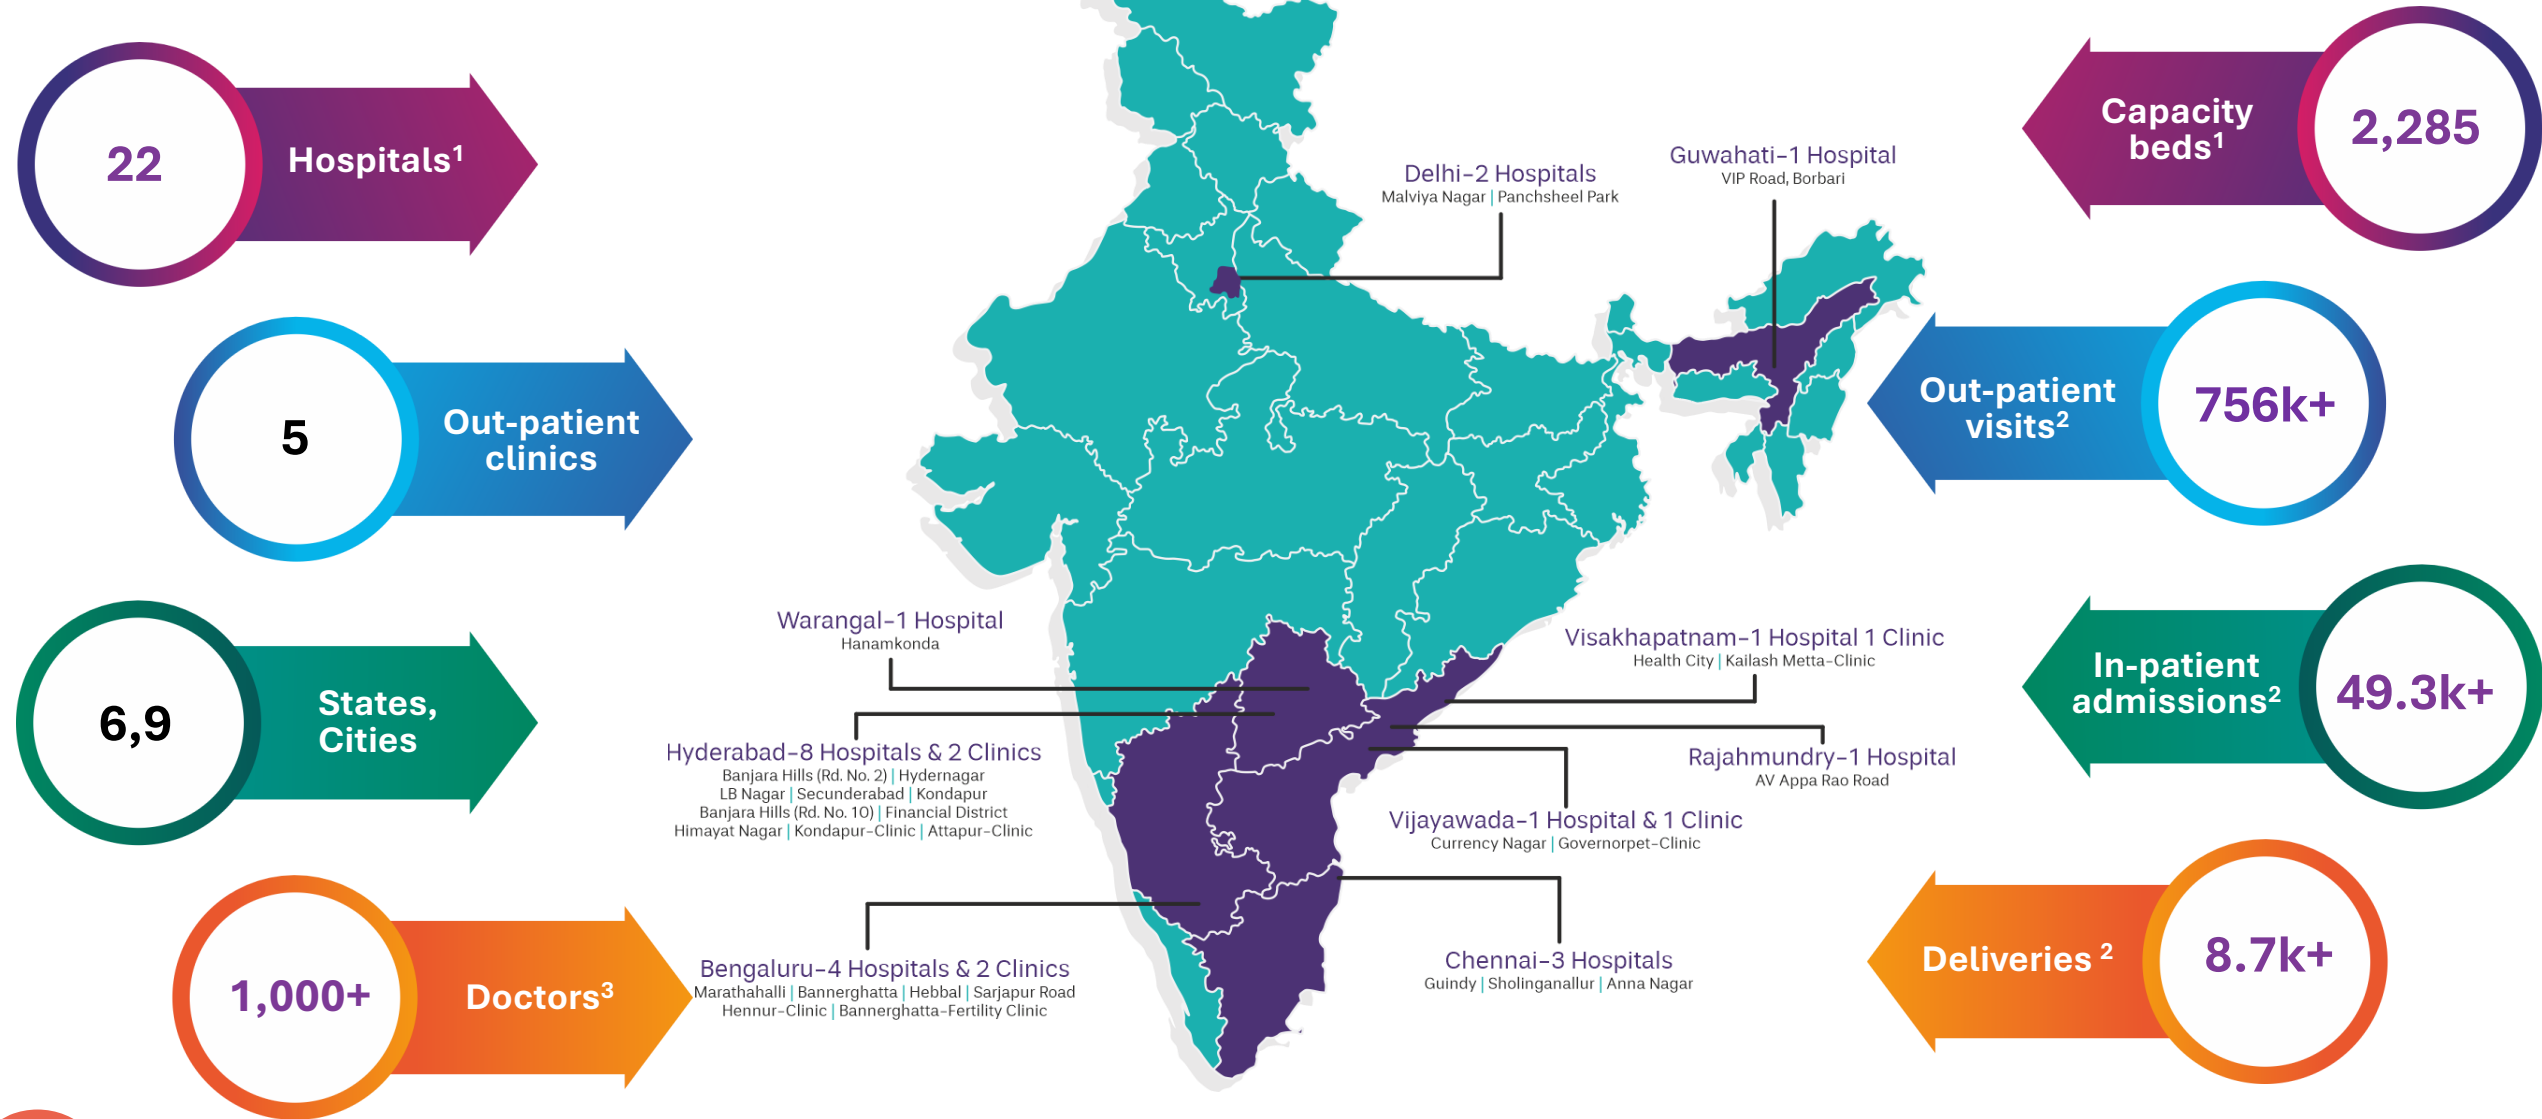 22
Hospitals¹
5
Out-patient
clinics
6,9
States,
Cities
1,000+
Doctors³
Delhi-2 Hospitals
Malviya Nagar | Panchsheel Park
Guwahati-1 Hospital
VIP Road, Borbari
Warangal-1 Hospital
Hanamkonda
Hyderabad-8 Hospitals & 2 Clinics
Banjara Hills (Rd. No. 2) | Hydernagar
LB Nagar | Secunderabad | Kondapur
Banjara Hills (Rd. No. 10) | Financial District
Himayat Nagar | Kondapur-Clinic | Attapur-Clinic
Bengaluru-4 Hospitals & 2 Clinics
Marathahalli | Bannerghatta | Hebbal | Sarjapur Road
Hennur-Clinic | Bannerghatta-Fertility Clinic
Visakhapatnam-1 Hospital 1 Clinic
Health City | Kailash Metta-Clinic
Rajahmundry-1 Hospital
AV Appa Rao Road
Vijayawada-1 Hospital & 1 Clinic
Currency Nagar | Governorpet-Clinic
Chennai-3 Hospitals
Guindy | Sholinganallur | Anna Nagar
Capacity
beds¹
2,285
Out-patient
visits²
756k+
In-patient
admissions²
49.3k+
Deliveries ²
8.7k+